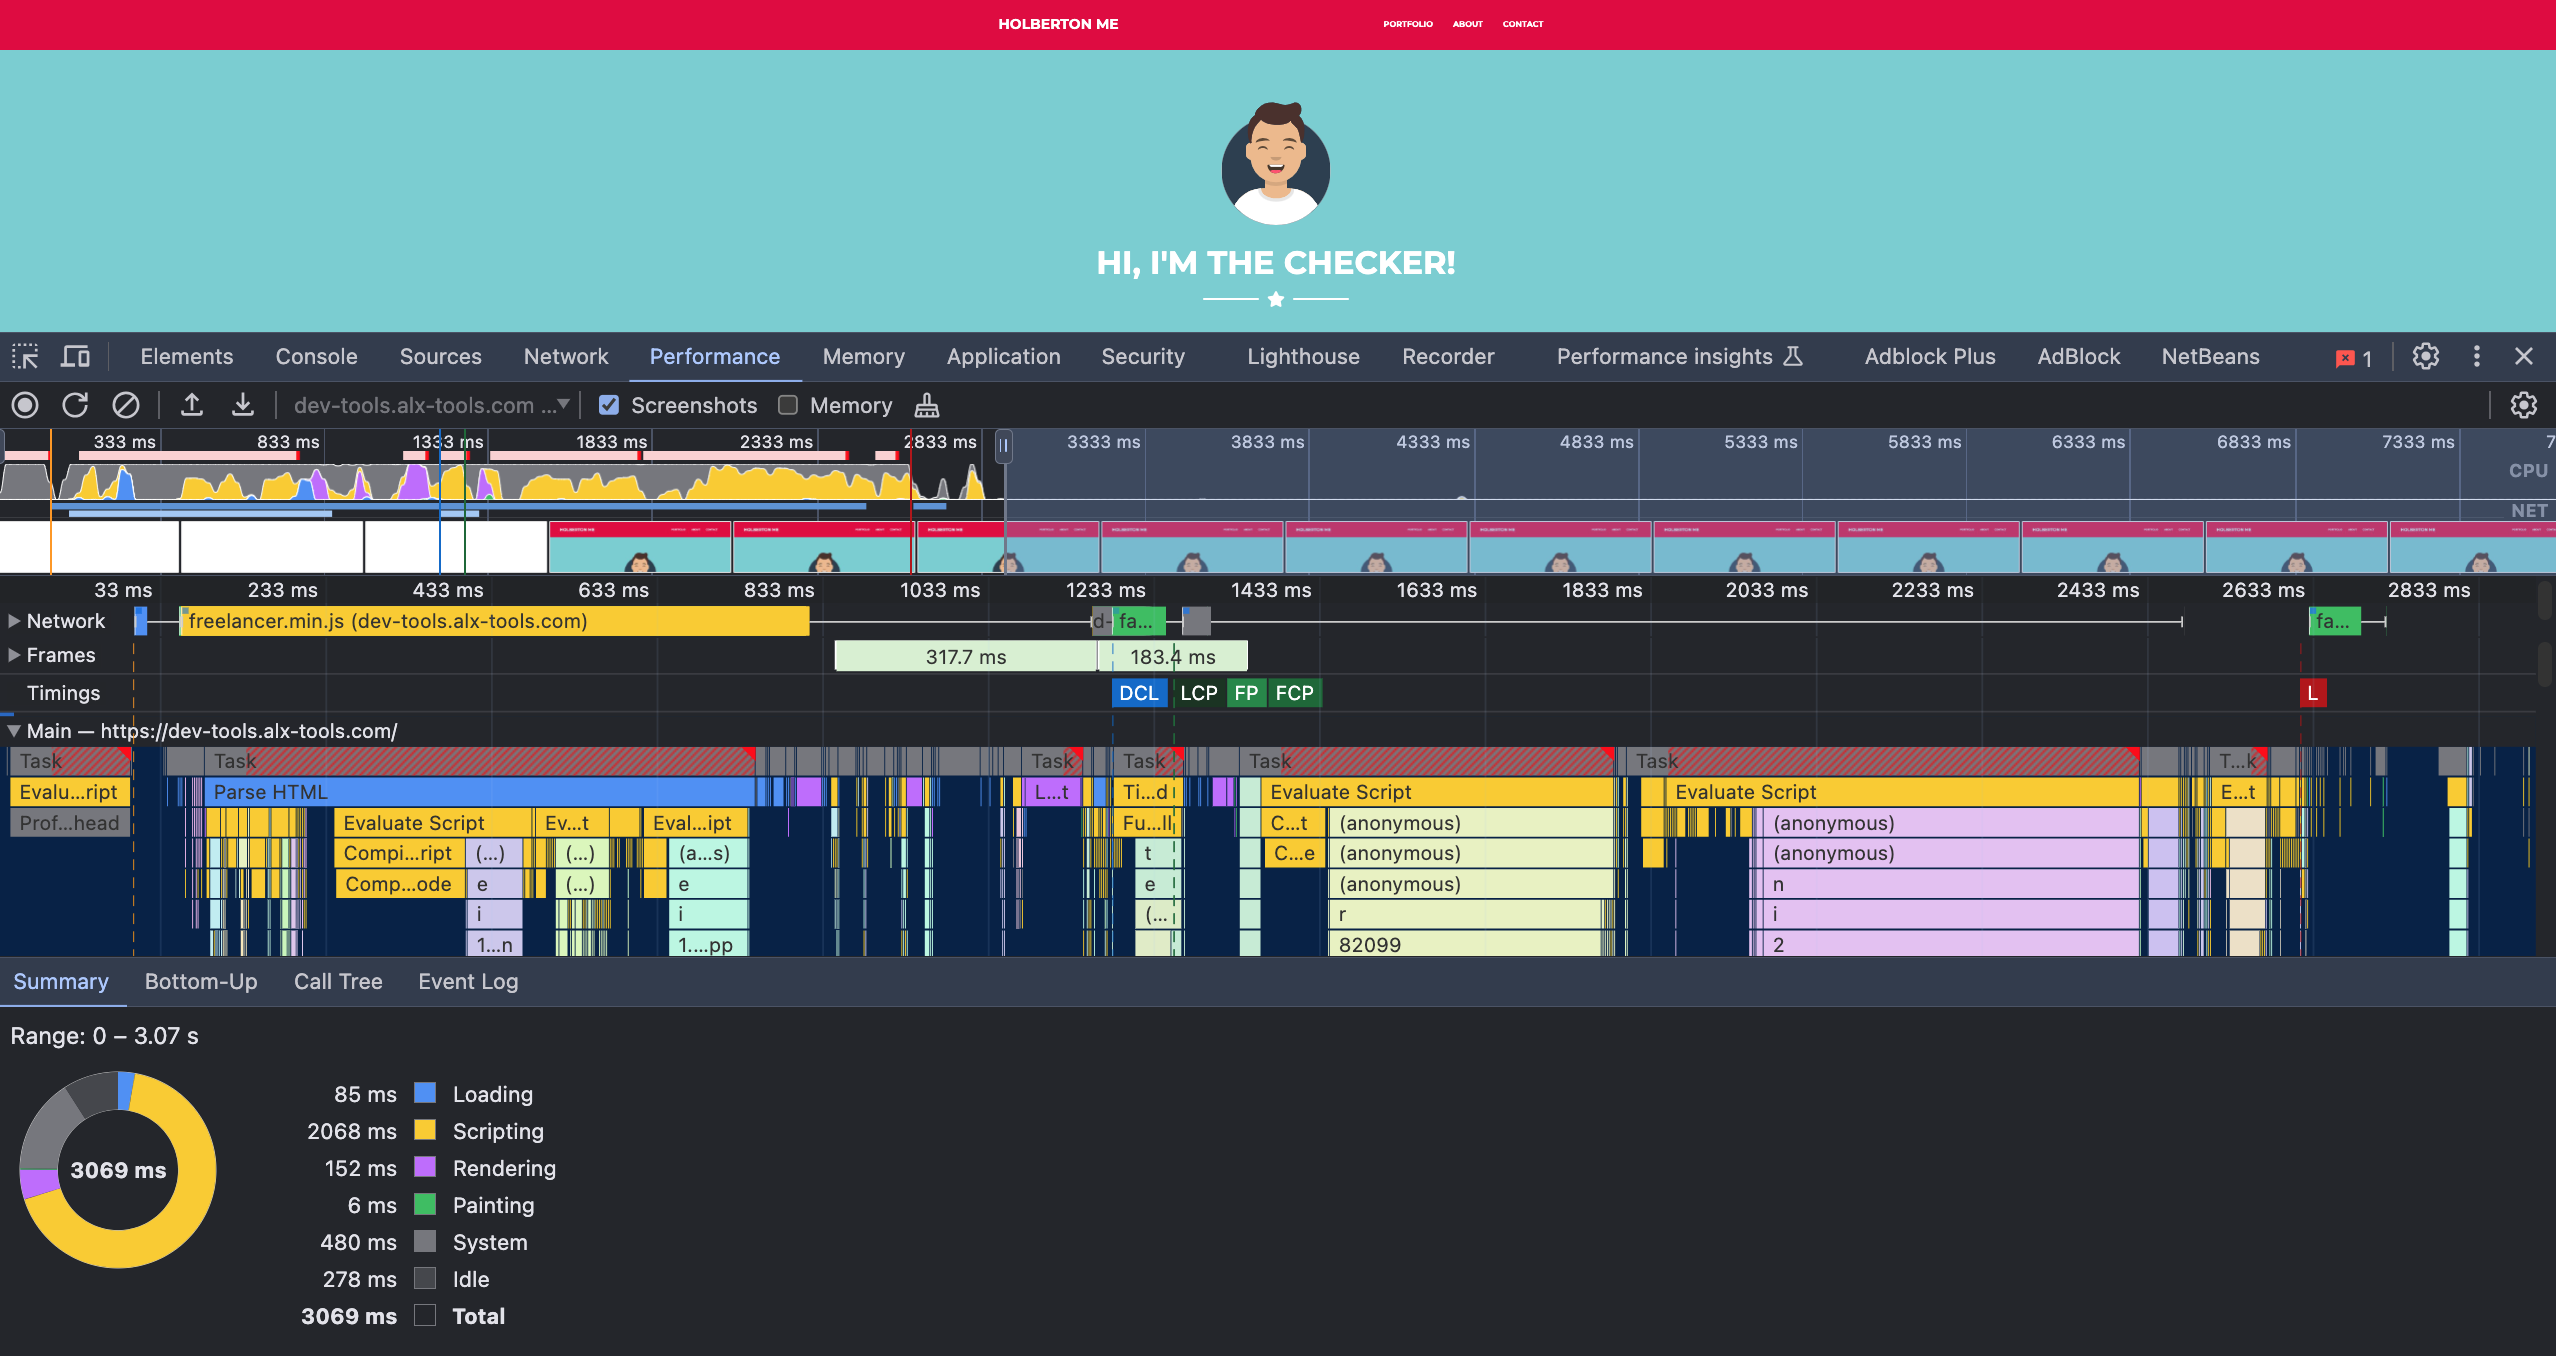 HOLBERTON ME PORTFOLIO ABOUT CONTACT
HI, I'M THE CHECKER!
Elements Console Sources Network Performance Memory Application Security Lighthouse Recorder Performance insights Adblock Plus AdBlock NetBeans 1
dev-tools.alx-tools.com ... Screenshots Memory
333 ms 833 ms 1333 ms 1833 ms 2333 ms 2833 ms 3333 ms 3833 ms 4333 ms 4833 ms 5333 ms 5833 ms 6333 ms 6833 ms 7333 ms 7
CPU
NET
33 ms 233 ms 433 ms 633 ms 833 ms 1033 ms 1233 ms 1433 ms 1633 ms 1833 ms 2033 ms 2233 ms 2433 ms 2633 ms 2833 ms
Network freelancer.min.js (dev-tools.alx-tools.com) d- fa... fa...
Frames 317.7 ms 183.4 ms
Timings DCL LCP FP FCP L
Main — https://dev-tools.alx-tools.com/
Task Task Task Task Task Task T...k
Evalu...ript Parse HTML L...t Ti...d Evaluate Script Evaluate Script E...t
Prof...head Evaluate Script Ev...t Eval...ipt Fu...ll C...t (anonymous) (anonymous)
Compi...ript (...) (...) (a...s) t C...e (anonymous) (anonymous)
Comp...ode e (...) e e (anonymous) n
i i (... r i
1...n 1....pp 82099 2
Summary Bottom-Up Call Tree Event Log
Range: 0 – 3.07 s
85 ms Loading
2068 ms Scripting
152 ms Rendering
3069 ms
6 ms Painting
480 ms System
278 ms Idle
3069 ms Total